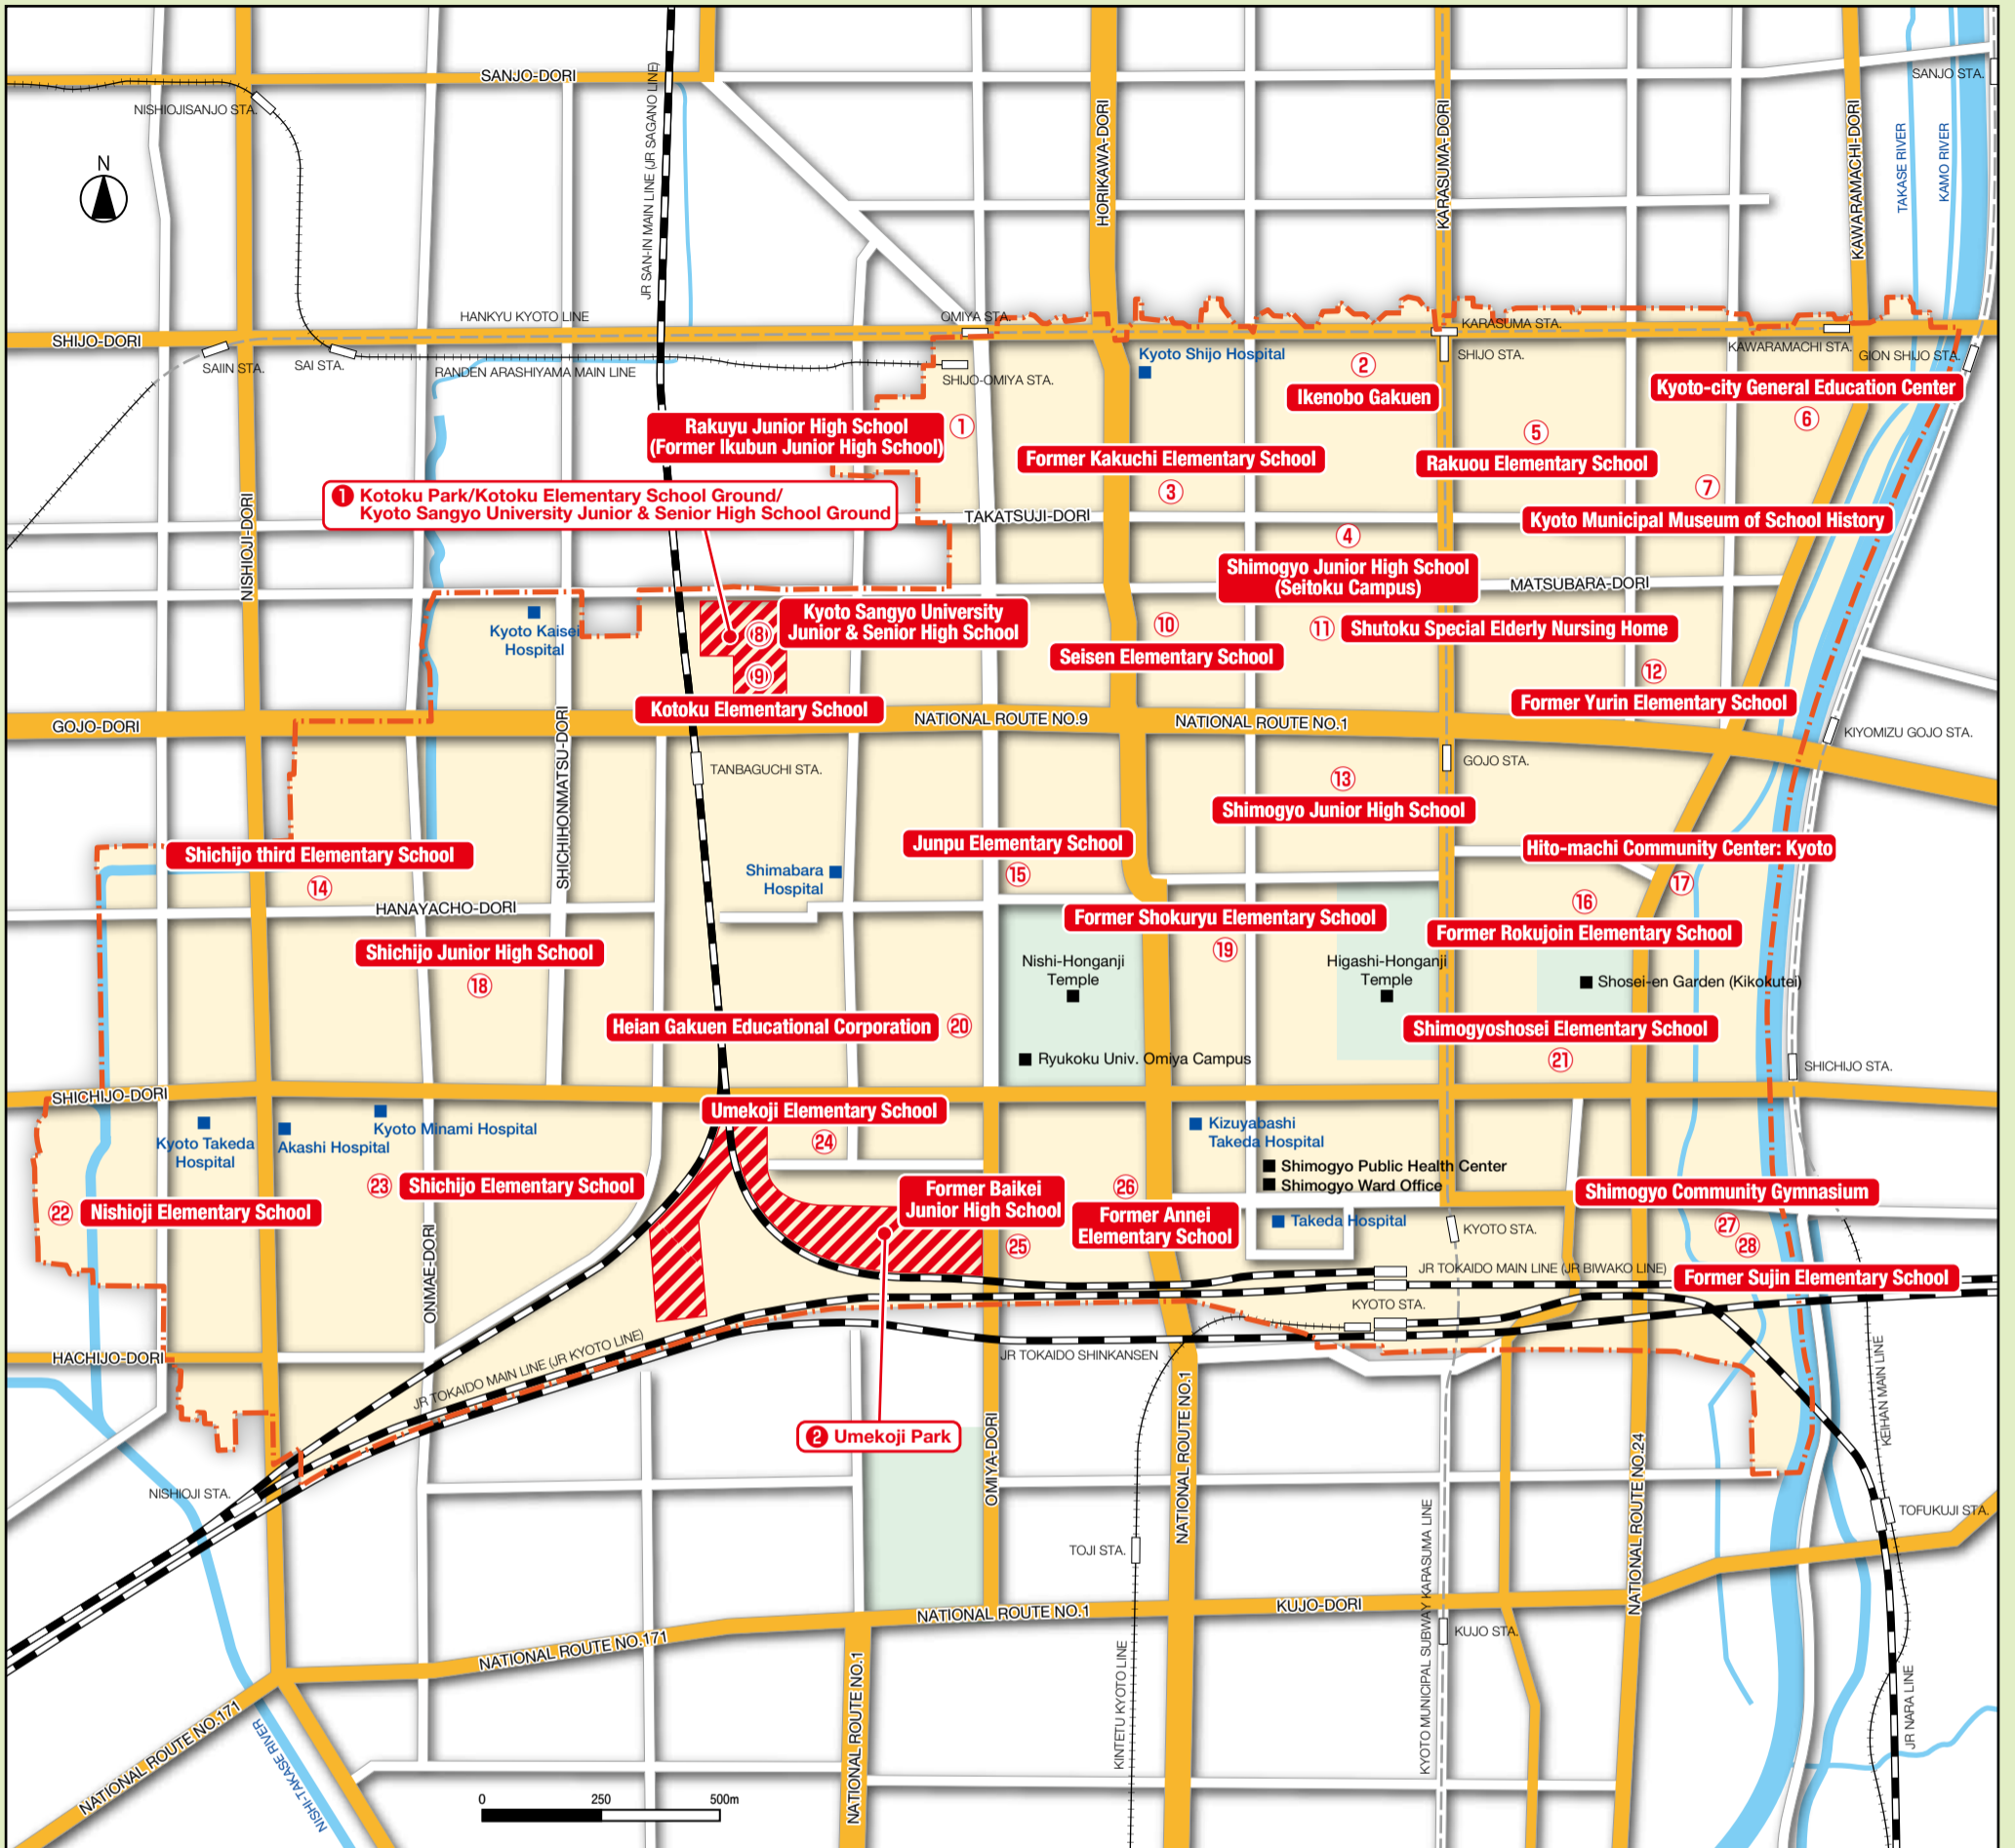 SANJO-DORI
SANJO STA.
NISHIOJISANJO STA.
N
JR SAN-IN MAIN LINE (JR SAGANO LINE)
HORIKAWA-DORI
KARASUMA-DORI
KAWARAMACHI-DORI
TAKASE RIVER
KAMO RIVER
HANKYU KYOTO LINE
OMIYA STA.
KARASUMA STA.
SHIJO-DORI
SAIIN STA.
SAI STA.
RANDEN ARASHIYAMA MAIN LINE
SHIJO-OMIYA STA.
Kyoto Shijo Hospital
SHIJO STA.
KAWARAMACHI STA.
GION SHIJO STA.
②
Ikenobo Gakuen
Kyoto-city General Education Center
⑥
Rakuyu Junior High School
(Former Ikubun Junior High School)
①
⑤
Rakuou Elementary School
Former Kakuchi Elementary School
③
⑦
Kyoto Municipal Museum of School History
❶ Kotoku Park/Kotoku Elementary School Ground/
Kyoto Sangyo University Junior & Senior High School Ground
TAKATSUJI-DORI
NISHIOJI-DORI
④
Shimogyo Junior High School
(Seitoku Campus)
MATSUBARA-DORI
Kyoto Kaisei
Hospital
⑧
Kyoto Sangyo University
Junior & Senior High School
⑩
Seisen Elementary School
⑪
Shutoku Special Elderly Nursing Home
⑨
Kotoku Elementary School
⑫
Former Yurin Elementary School
GOJO-DORI
SHICHIHONMATSU-DORI
NATIONAL ROUTE NO.9
NATIONAL ROUTE NO.1
KIYOMIZU GOJO STA.
TANBAGUCHI STA.
GOJO STA.
⑬
Shimogyo Junior High School
Junpu Elementary School
⑮
Hito-machi Community Center: Kyoto
⑰
Shichijo third Elementary School
⑭
Shimabara
Hospital
HANAYACHO-DORI
Former Shokuryu Elementary School
⑲
⑯
Former Rokujoin Elementary School
Shichijo Junior High School
⑱
Nishi-Honganji
Temple
Higashi-Honganji
Temple
Shosei-en Garden (Kikokutei)
Heian Gakuen Educational Corporation
⑳
Shimogyoshosei Elementary School
㉑
Ryukoku Univ. Omiya Campus
SHICHIJO STA.
SHICHIJO-DORI
Umekoji Elementary School
㉔
Kyoto Takeda
Hospital
Akashi Hospital
Kyoto Minami Hospital
Kizuyabashi
Takeda Hospital
Shimogyo Public Health Center
Shimogyo Ward Office
㉒
Nishioji Elementary School
㉓
Shichijo Elementary School
Former Baikei
Junior High School
㉕
㉖
Former Annei
Elementary School
Takeda Hospital
Shimogyo Community Gymnasium
㉗
㉘
Former Sujin Elementary School
KYOTO STA.
JR TOKAIDO MAIN LINE (JR BIWAKO LINE)
KYOTO STA.
ONMAE-DORI
HACHIJO-DORI
JR TOKAIDO MAIN LINE (JR KYOTO LINE)
JR TOKAIDO SHINKANSEN
KEIHAN MAIN LINE
❷ Umekoji Park
OMIYA-DORI
NATIONAL ROUTE NO.1
NATIONAL ROUTE NO.24
NISHIOJI STA.
TOJI STA.
KYOTO MUNICIPAL SUBWAY KARASUMA LINE
TOFUKUJI STA.
NATIONAL ROUTE NO.1
KUJO-DORI
KUJO STA.
NATIONAL ROUTE NO.171
NATIONAL ROUTE NO.171
NISHI-TAKASE RIVER
NATIONAL ROUTE NO.1
KINTETU KYOTO LINE
JR NARA LINE
0
250
500m